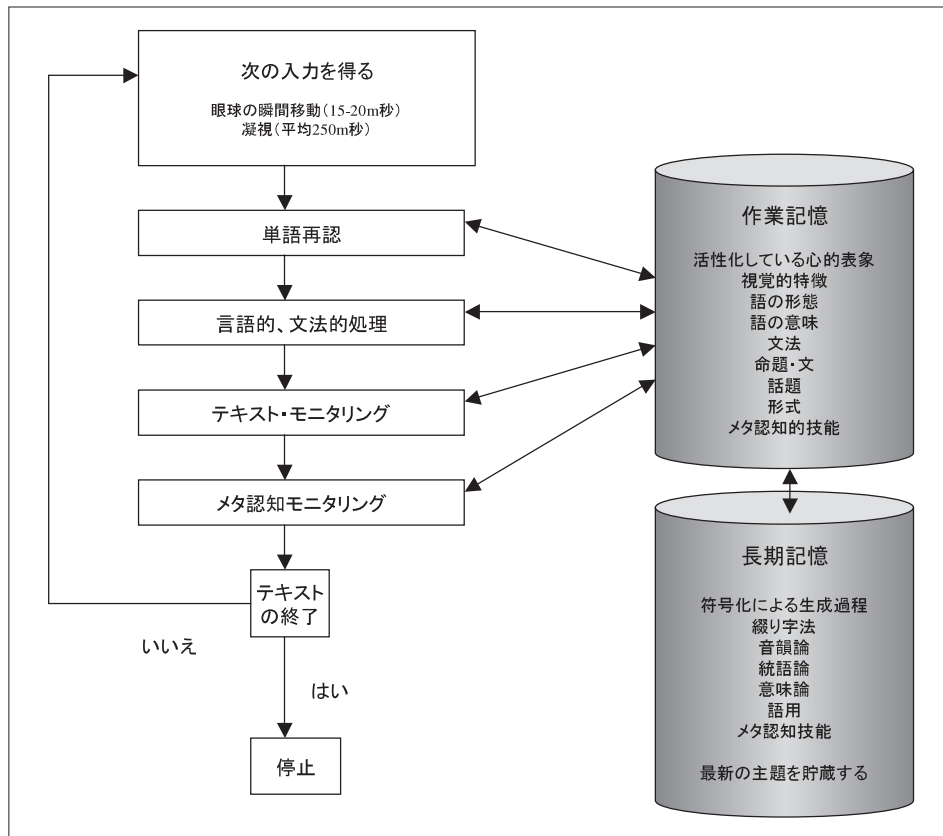 次の入力を得る
眼球の瞬間移動(15-20m秒)
凝視(平均250m秒)
単語再認
言語的、文法的処理
テキスト・モニタリング
メタ認知モニタリング
テキスト
の終了
いいえ
はい
停止
作業記憶
活性化している心的表象
視覚的特徴
語の形態
語の意味
文法
命題・文
話題
形式
メタ認知的技能
長期記憶
符号化による生成過程
綴り字法
音韻論
統語論
意味論
語用
メタ認知技能
最新の主題を貯蔵する